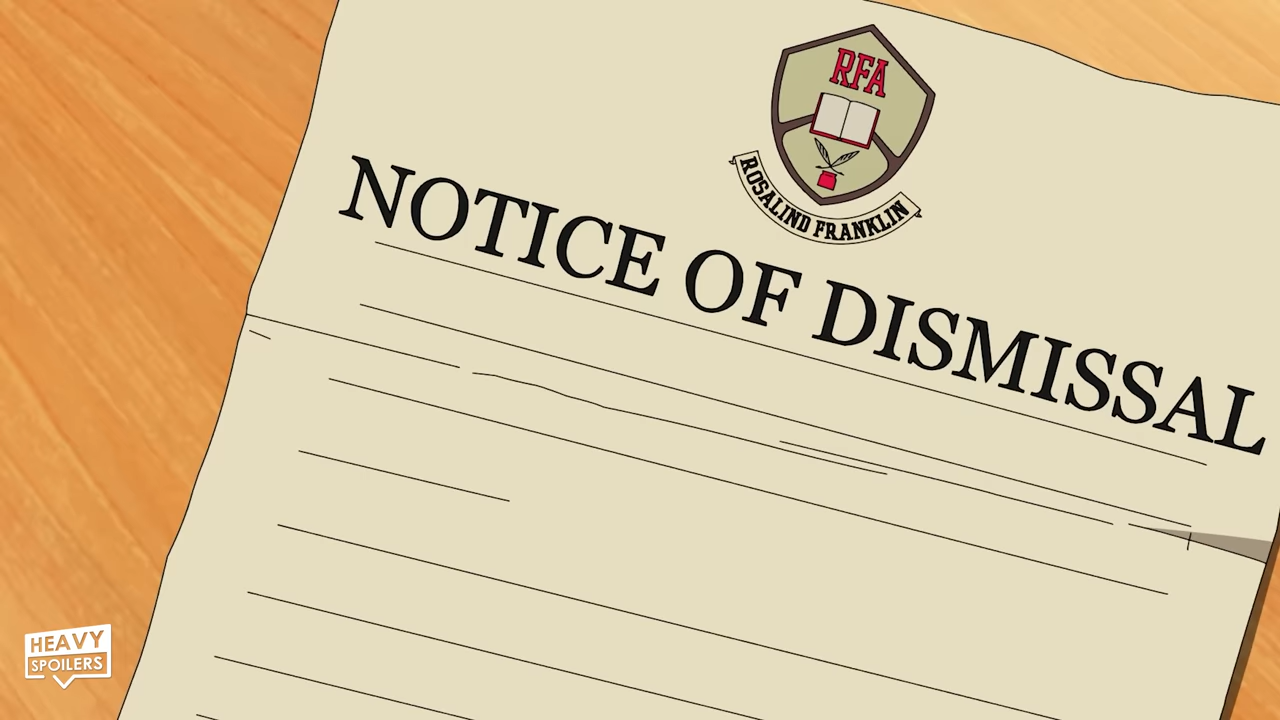 RFA
ROSALIND FRANKLIN
NOTICE OF DISMISSAL
HEAVY
SPOILERS